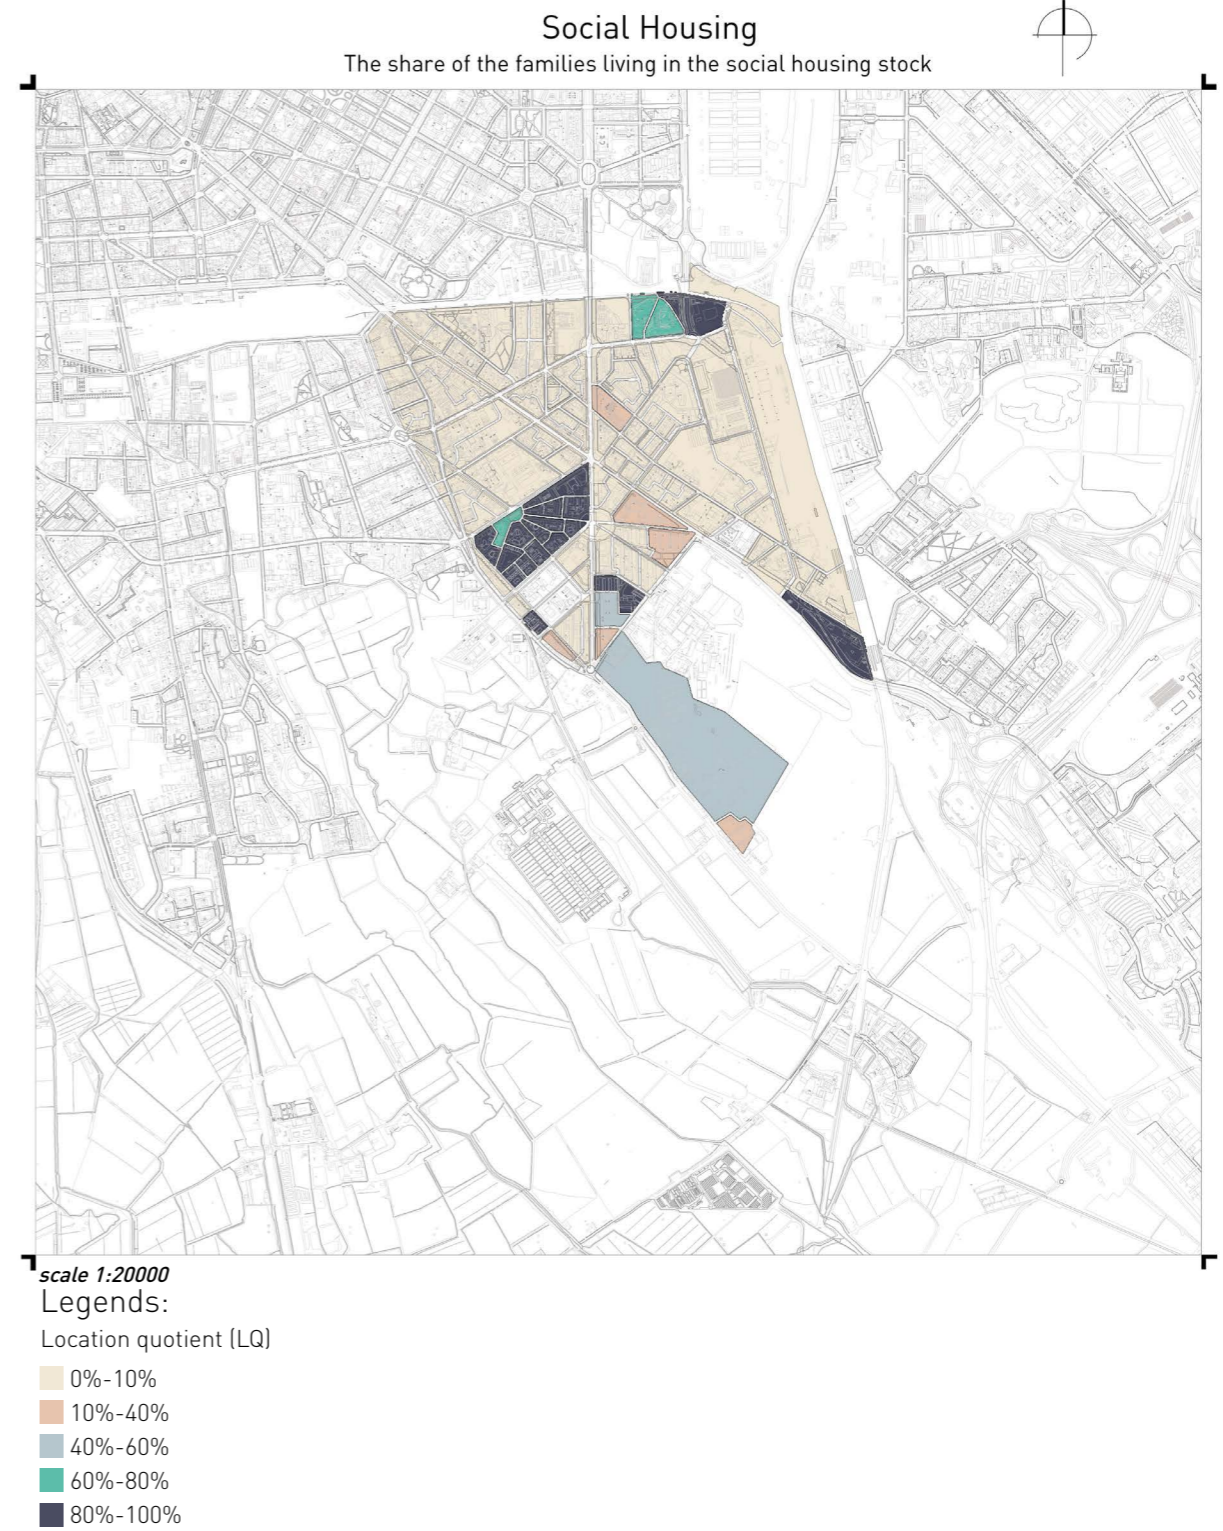 Social Housing
The share of the families living in the social housing stock
scale 1:20000
Legends:
Location quotient (LQ)
0%-10%
10%-40%
40%-60%
60%-80%
80%-100%